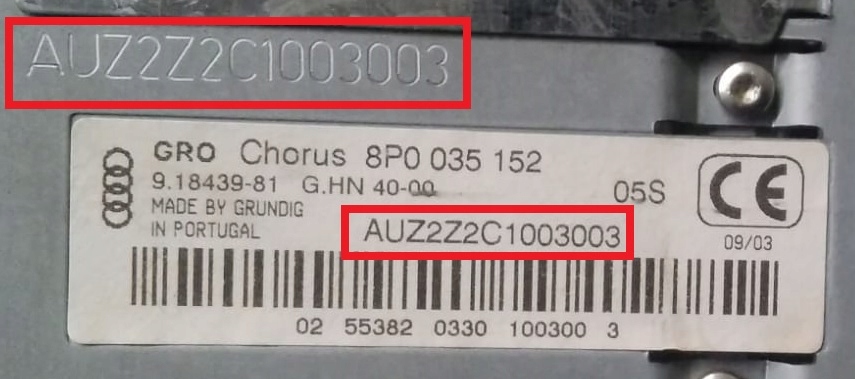 AUZ2Z2C1003003
GRO Chorus 8P0 035 152
9.18439-81 G.HN 40-00 05S
MADE BY GRUNDIG
IN PORTUGAL
AUZ2Z2C1003003
CE
09/03
02 55382 0330 100300 3